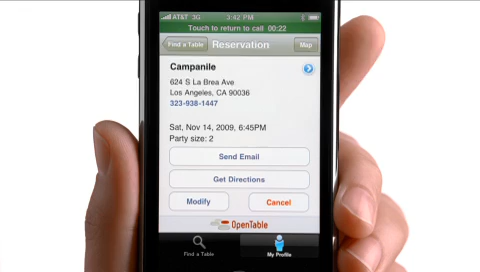 AT&T 3G 3:42 PM
Touch to return to call 00:22
Find a Table Reservation Map
Campanile
624 S La Brea Ave
Los Angeles, CA 90036
323-938-1447
Sat, Nov 14, 2009, 6:45PM
Party size: 2
Send Email
Get Directions
Modify Cancel
OpenTable
Find a Table My Profile